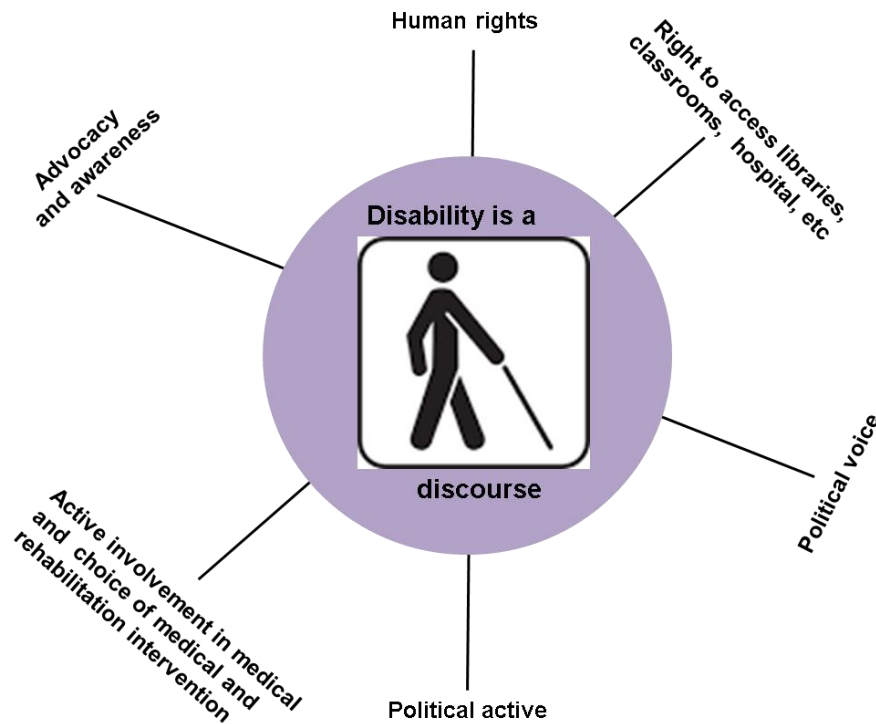 Human rights
Right to access libraries,
classrooms, hospital, etc
Advocacy
and awareness
Disability is a
discourse
Political voice
Active involvement in medical
and choice of medical and
rehabilitation intervention
Political active